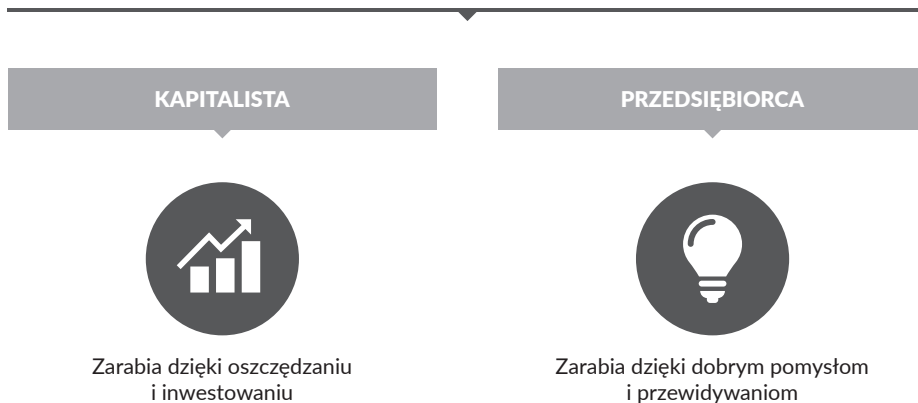 KAPITALISTA
Zarabia dzięki oszczędzaniu
i inwestowaniu
PRZEDSIĘBIORCA
Zarabia dzięki dobrym pomysłom
i przewidywaniom